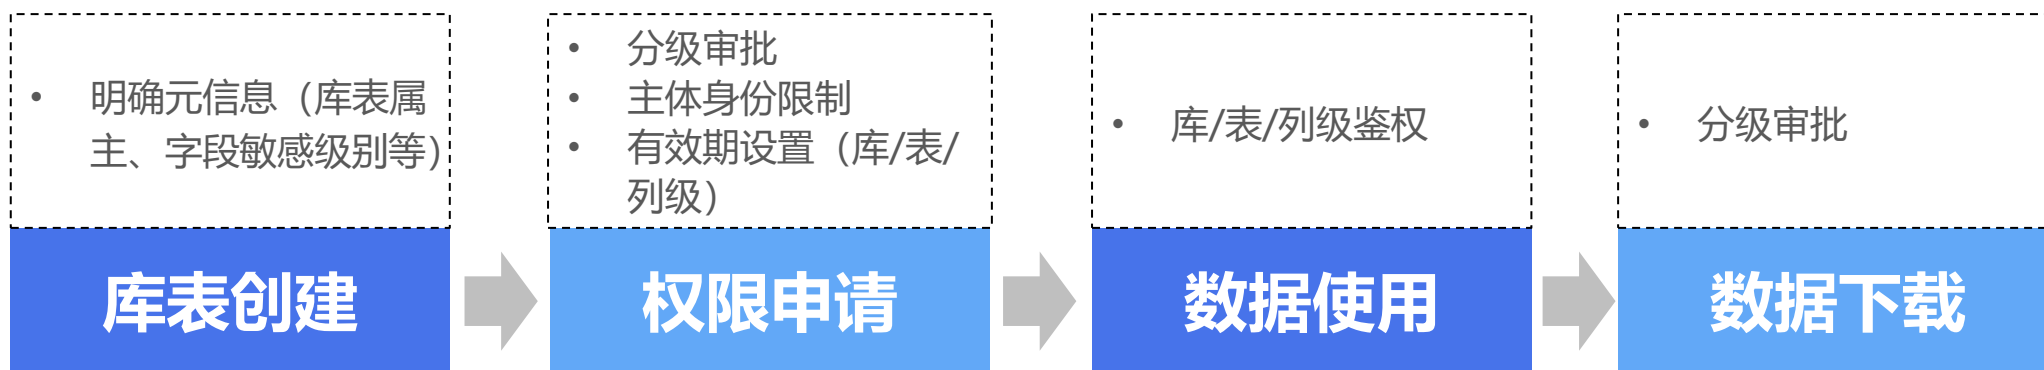 • 明确元信息（库表属
主、字段敏感级别等）
库表创建
• 分级审批
• 主体身份限制
• 有效期设置（库/表/
列级）
权限申请
• 库/表/列级鉴权
数据使用
• 分级审批
数据下载